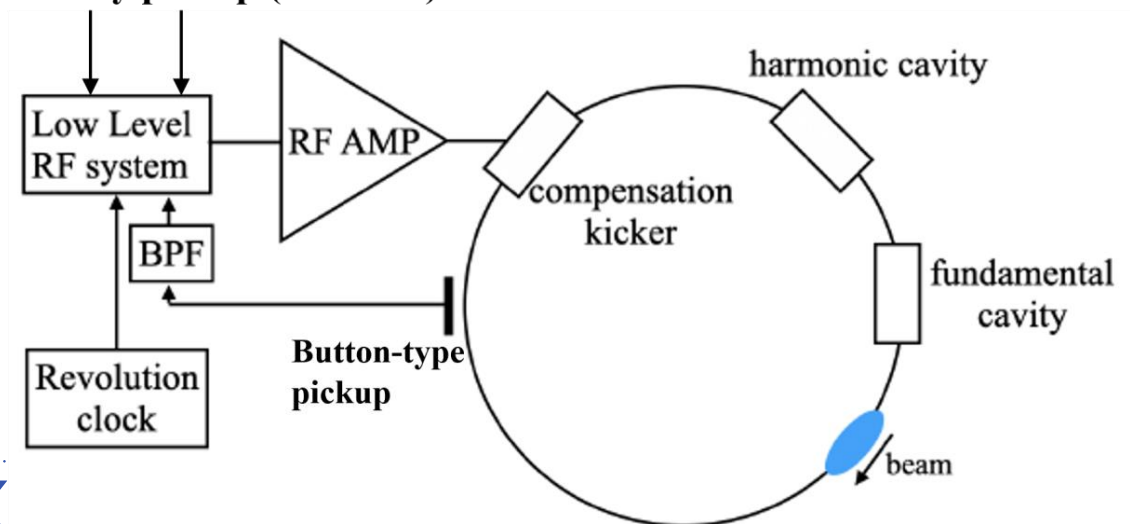 Low Level
RF system
RF AMP
harmonic cavity
compensation
kicker
BPF
fundamental
cavity
Button-type
pickup
Revolution
clock
beam